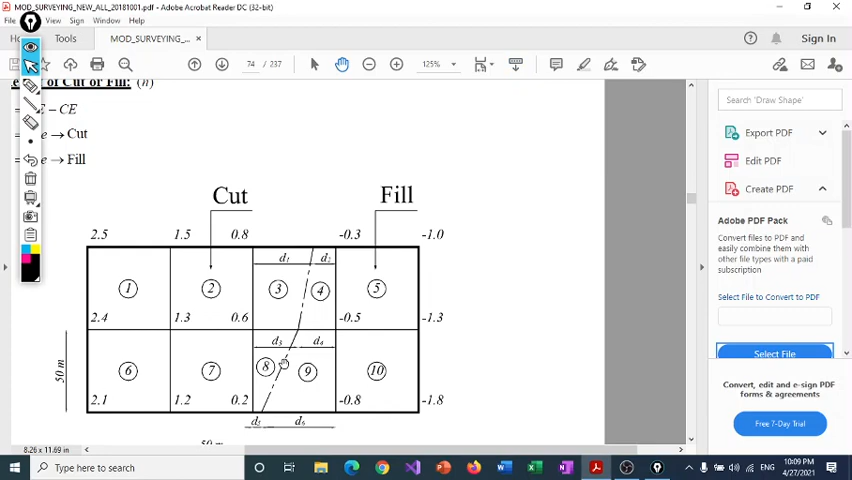 MOD_SURVEYING_NEW_ALL_20181001.pdf - Adobe Acrobat Reader DC (32-bit)
View Sign Window Help
Tools
MOD_SURVEYING_... ×
Sign In
74 / 237
125%
of Cut or Fill: (n)
- CE
→ Cut
→ Fill
Cut
Fill
2.5 1.5 0.8 -0.3 -1.0
d1 d2
1 2 3 4 5
2.4 1.3 0.6 -0.5 -1.3
d3 d4
50 m
6 7 8 9 10
2.1 1.2 0.2 -0.8 -1.8
d5 d6
8.26 x 11.69 in
Search 'Draw Shape'
Export PDF
Edit PDF
Create PDF
Adobe PDF Pack
Convert files to PDF and
easily combine them with
other file types with a paid
subscription
Select File to Convert to PDF
Select File
Convert, edit and e-sign PDF
forms & agreements
Free 7-Day Trial
Type here to search
ENG
10:09 PM
4/27/2021